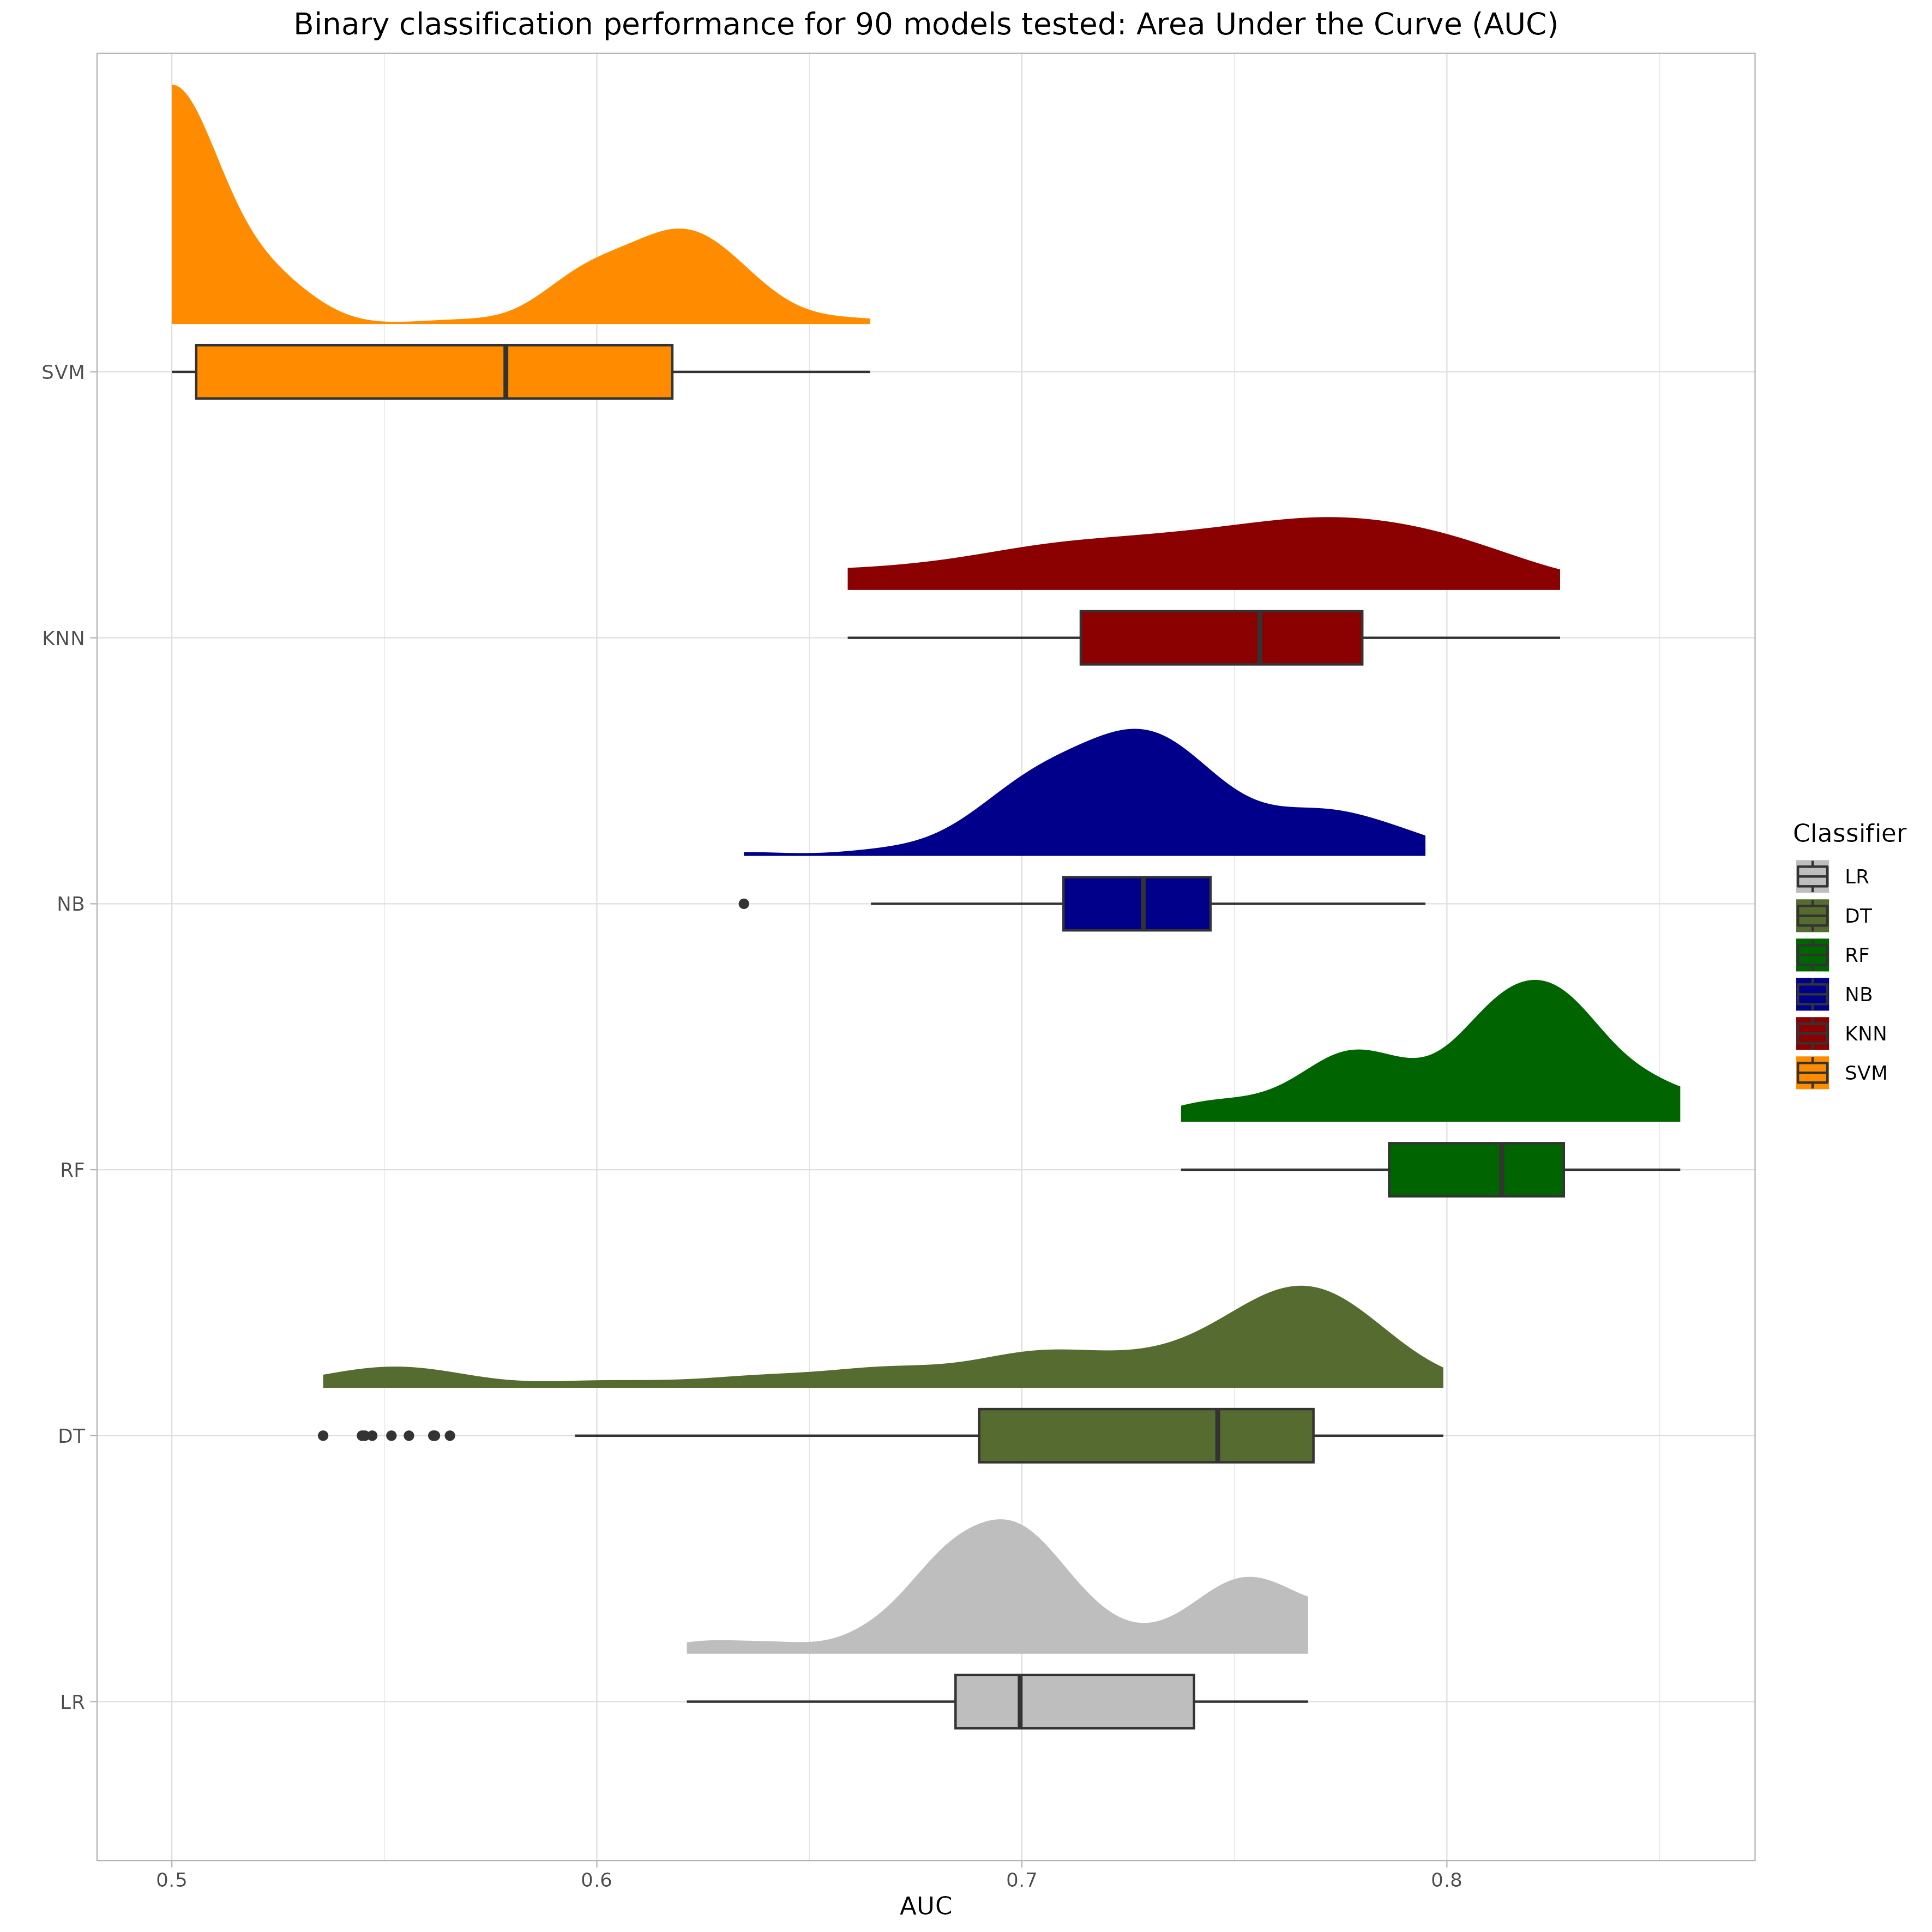 Binary classification performance for 90 models tested: Area Under the Curve (AUC)
SVM
KNN
NB
RF
DT
LR
0.5
0.6
0.7
0.8
AUC
Classifier
LR
DT
RF
NB
KNN
SVM